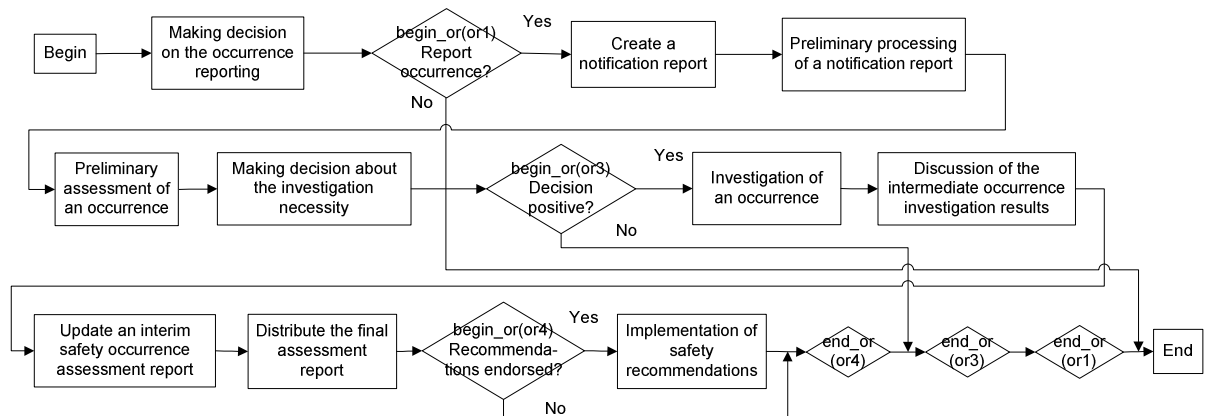 Begin
Making decision
on the occurrence
reporting
begin_or(or1)
Report
occurrence?
Yes
No
Create a
notification report
Preliminary processing
of a notification report
Preliminary
assessment of
an occurrence
Making decision about
the investigation
necessity
begin_or(or3)
Decision
positive?
Yes
No
Investigation of
an occurrence
Discussion of the
intermediate occurrence
investigation results
Update an interim
safety occurrence
assessment report
Distribute the final
assessment
report
begin_or(or4)
Recommenda-
tions endorsed?
Yes
No
Implementation of
safety
recommendations
end_or
(or4)
end_or
(or3)
end_or
(or1)
End